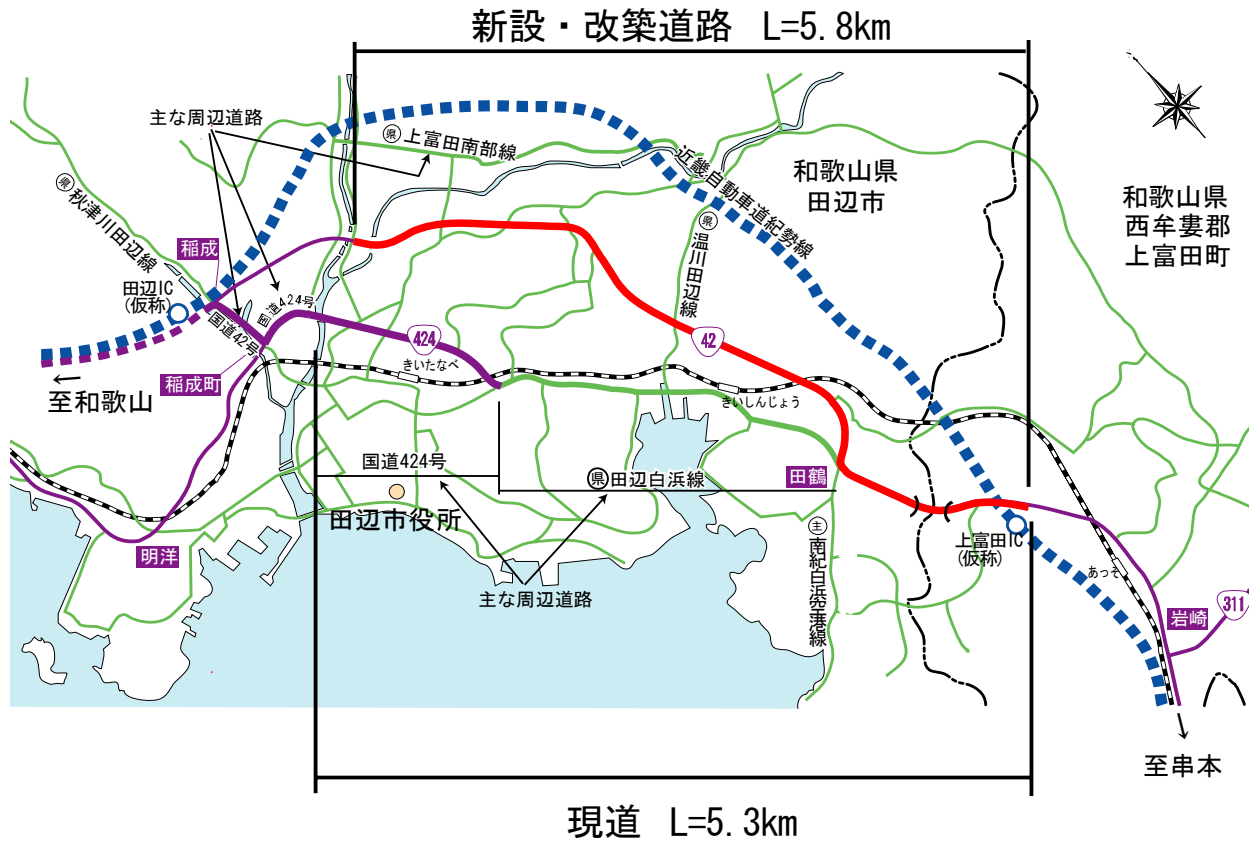 新設・改築道路 L=5.8km
主な周辺道路
県 上富田南部線
近畿自動車道紀勢線
和歌山県
田辺市
和歌山県
西牟婁郡
上富田町
県 秋津川田辺線
県 温川田辺線
稲成
田辺IC
(仮称)
国道42号
国道424号
424
42
きいたなべ
稲成町
至和歌山
きいしんじょう
国道424号
県 田辺白浜線
田鶴
田辺市役所
主 南紀白浜空港線
上富田IC
(仮称)
明洋
主な周辺道路
あっそ
岩崎
311
至串本
現道 L=5.3km